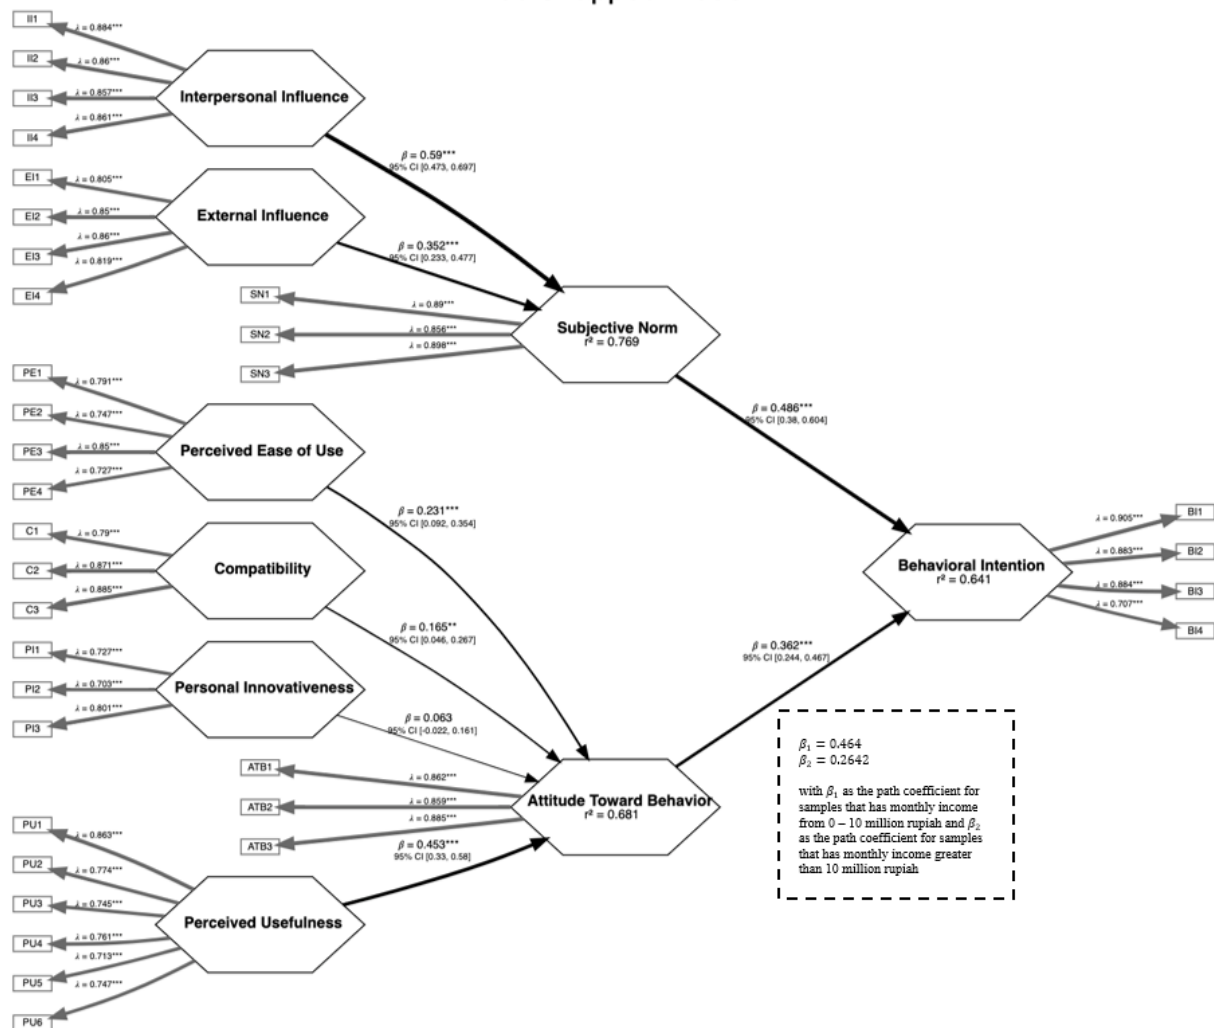 II1
λ = 0.884***
II2
λ = 0.86***
II3
λ = 0.857***
II4
λ = 0.861***
Interpersonal Influence
β = 0.59***
95% CI [0.473, 0.697]
EI1
λ = 0.805***
EI2
λ = 0.85***
EI3
λ = 0.86***
EI4
λ = 0.819***
External Influence
β = 0.352***
95% CI [0.233, 0.477]
SN1
λ = 0.89***
SN2
λ = 0.856***
SN3
λ = 0.898***
Subjective Norm
r² = 0.769
PE1
λ = 0.791***
PE2
λ = 0.747***
PE3
λ = 0.85***
PE4
λ = 0.727***
Perceived Ease of Use
β = 0.486***
95% CI [0.38, 0.604]
β = 0.231***
95% CI [0.092, 0.354]
C1
λ = 0.79***
C2
λ = 0.871***
C3
λ = 0.885***
Compatibility
β = 0.165**
95% CI [0.046, 0.267]
Behavioral Intention
r² = 0.641
BI1
λ = 0.905***
BI2
λ = 0.883***
BI3
λ = 0.884***
BI4
λ = 0.707***
PI1
λ = 0.727***
PI2
λ = 0.703***
PI3
λ = 0.801***
Personal Innovativeness
β = 0.063
95% CI [-0.022, 0.161]
β = 0.362***
95% CI [0.244, 0.467]
ATB1
λ = 0.862***
ATB2
λ = 0.859***
ATB3
λ = 0.885***
Attitude Toward Behavior
r² = 0.681
β₁ = 0.464
β₂ = 0.2642
with β₁ as the path coefficient for
samples that has monthly income
from 0 – 10 million rupiah and β₂
as the path coefficient for samples
that has monthly income greater
than 10 million rupiah
β = 0.453***
95% CI [0.33, 0.58]
PU1
λ = 0.863***
PU2
λ = 0.774***
PU3
λ = 0.745***
PU4
λ = 0.761***
PU5
λ = 0.713***
PU6
λ = 0.747***
Perceived Usefulness